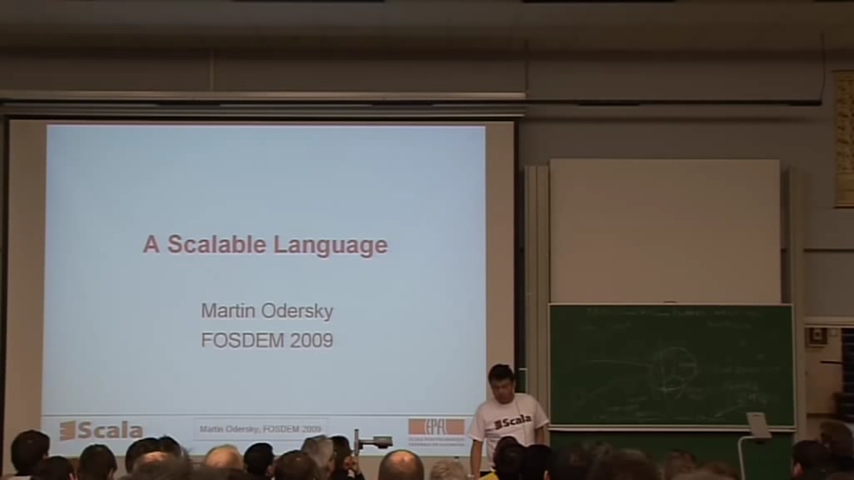 A Scalable Language
Martin Odersky
FOSDEM 2009
Scala
Martin Odersky, FOSDEM 2009
EPFL
Scala